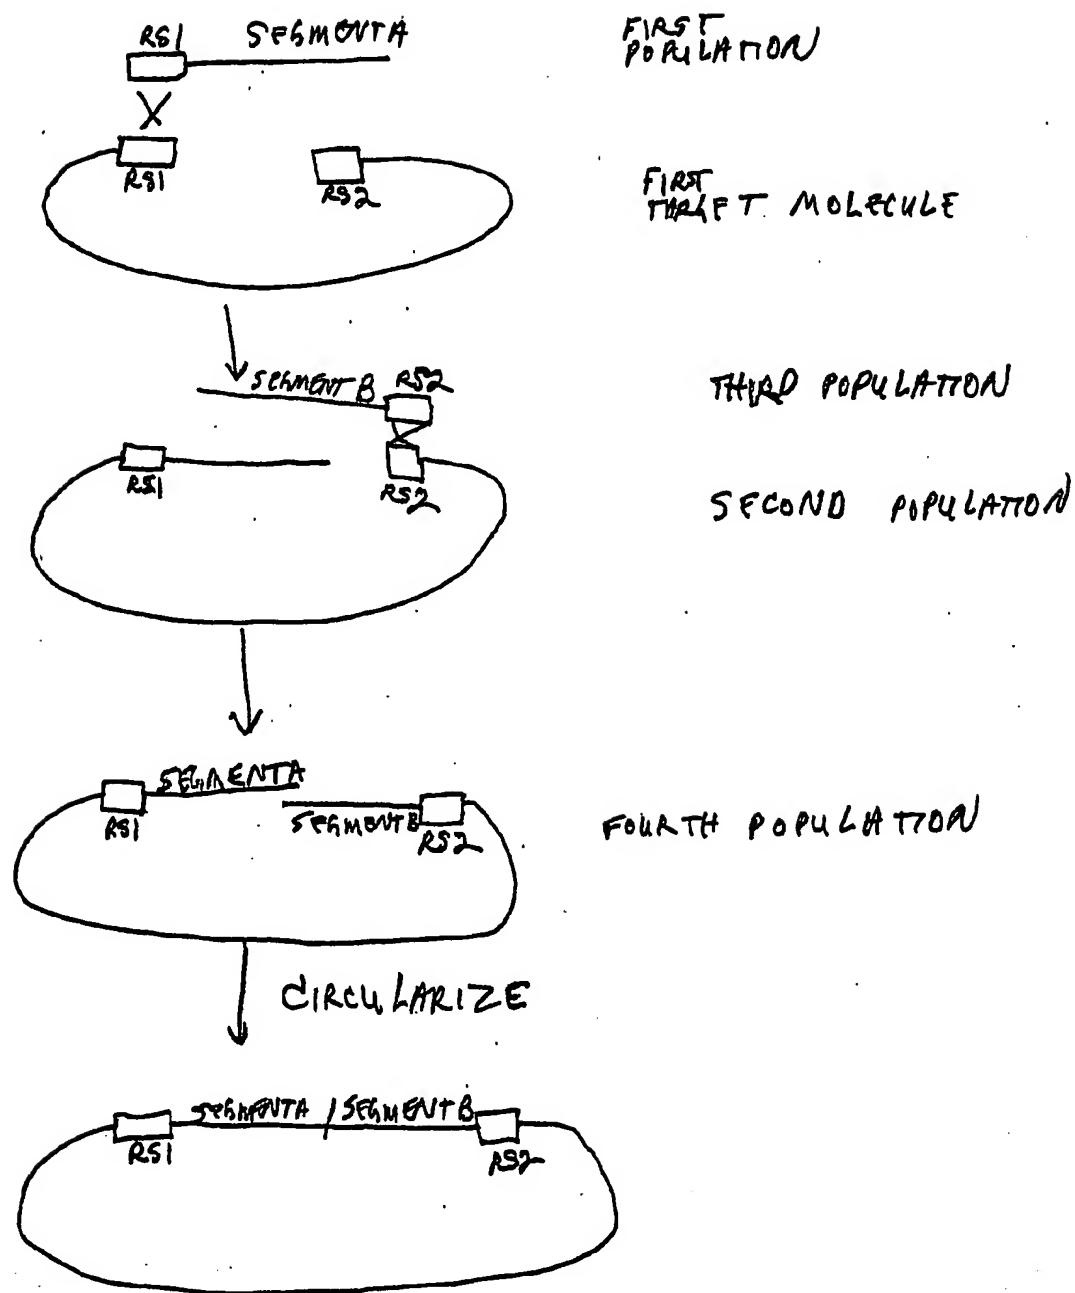 RS1 SEGMENTA
FIRST
POPULATION
RS1
RS2
FIRST
TARGET MOLECULE
SEGMENT B RS2
THIRD POPULATION
RS1
RS2
SECOND POPULATION
SEGMENTA
RS1
SEGMENTB
RS2
FOURTH POPULATION
CIRCULARIZE
SEGMENTA / SEGMENTB
RS1
RS2